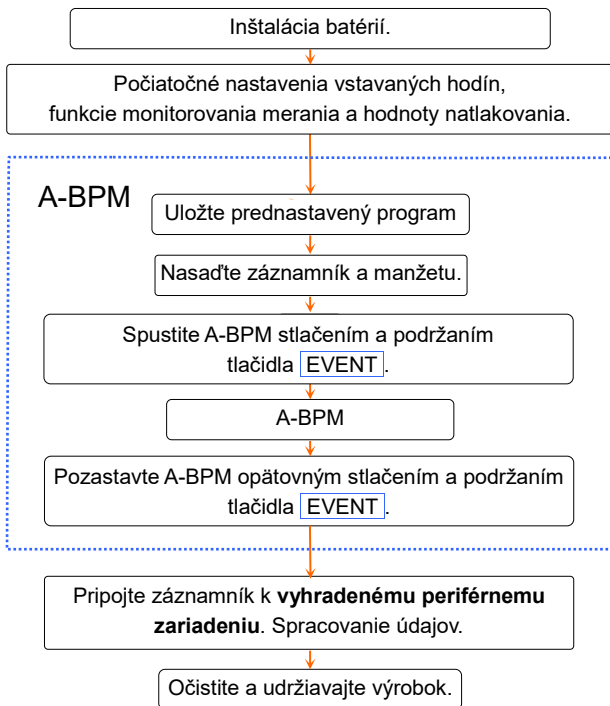 Inštalácia batérií.
Počiatočné nastavenia vstavaných hodín,
funkcie monitorovania merania a hodnoty natlakovania.
A-BPM
Uložte prednastavený program
Nasaďte záznamník a manžetu.
Spustite A-BPM stlačením a podržaním
tlačidla EVENT.
A-BPM
Pozastavte A-BPM opätovným stlačením a podržaním
tlačidla EVENT.
Pripojte záznamník k vyhradenému periférnemu
zariadeniu. Spracovanie údajov.
Očistite a udržiavajte výrobok.